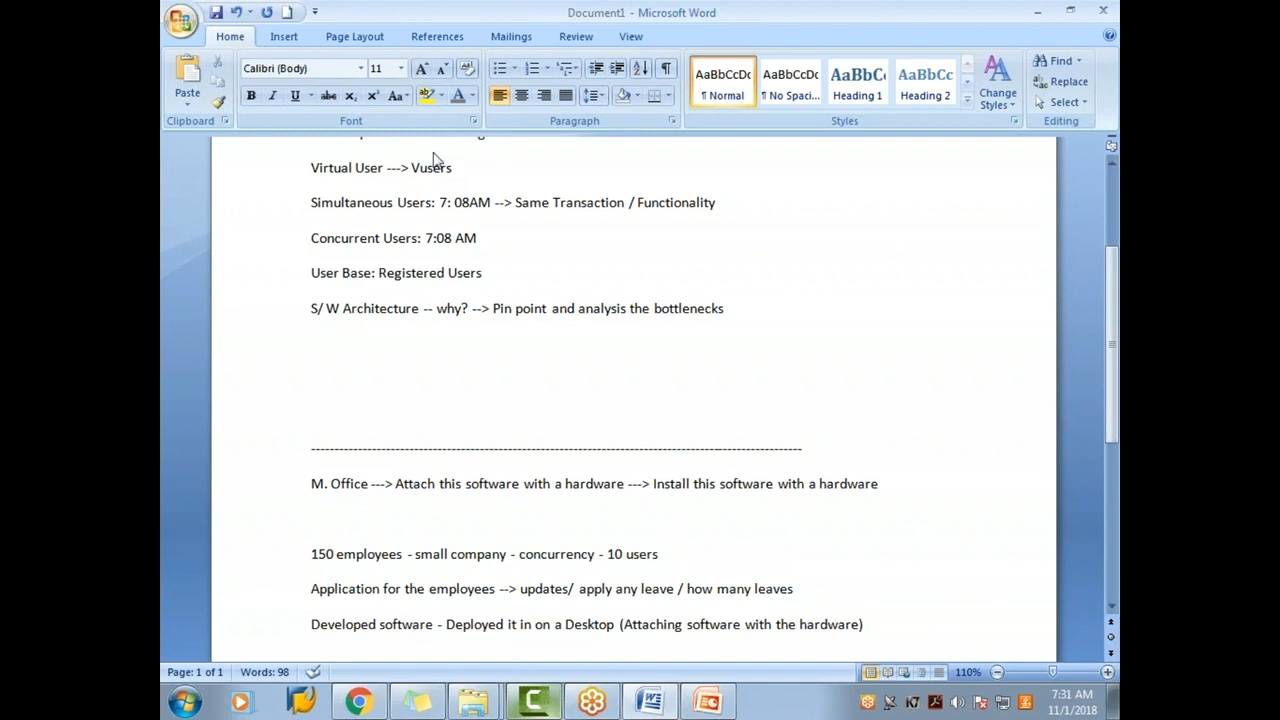 Document1 - Microsoft Word
Home Insert Page Layout References Mailings Review View
Paste
Calibri (Body) 11
AaBbCcDc AaBbCcDc AaBbC AaBbCc
¶ Normal ¶ No Spaci... Heading 1 Heading 2
Change Styles
Find
Replace
Select
Clipboard Font Paragraph Styles Editing
Virtual User ---> Vusers
Simultaneous Users: 7: 08AM --> Same Transaction / Functionality
Concurrent Users: 7:08 AM
User Base: Registered Users
S/ W Architecture -- why? --> Pin point and analysis the bottlenecks
M. Office ---> Attach this software with a hardware ---> Install this software with a hardware
150 employees - small company - concurrency - 10 users
Application for the employees --> updates/ apply any leave / how many leaves
Developed software - Deployed it in on a Desktop (Attaching software with the hardware)
Page: 1 of 1 Words: 98 110%
7:31 AM
11/1/2018